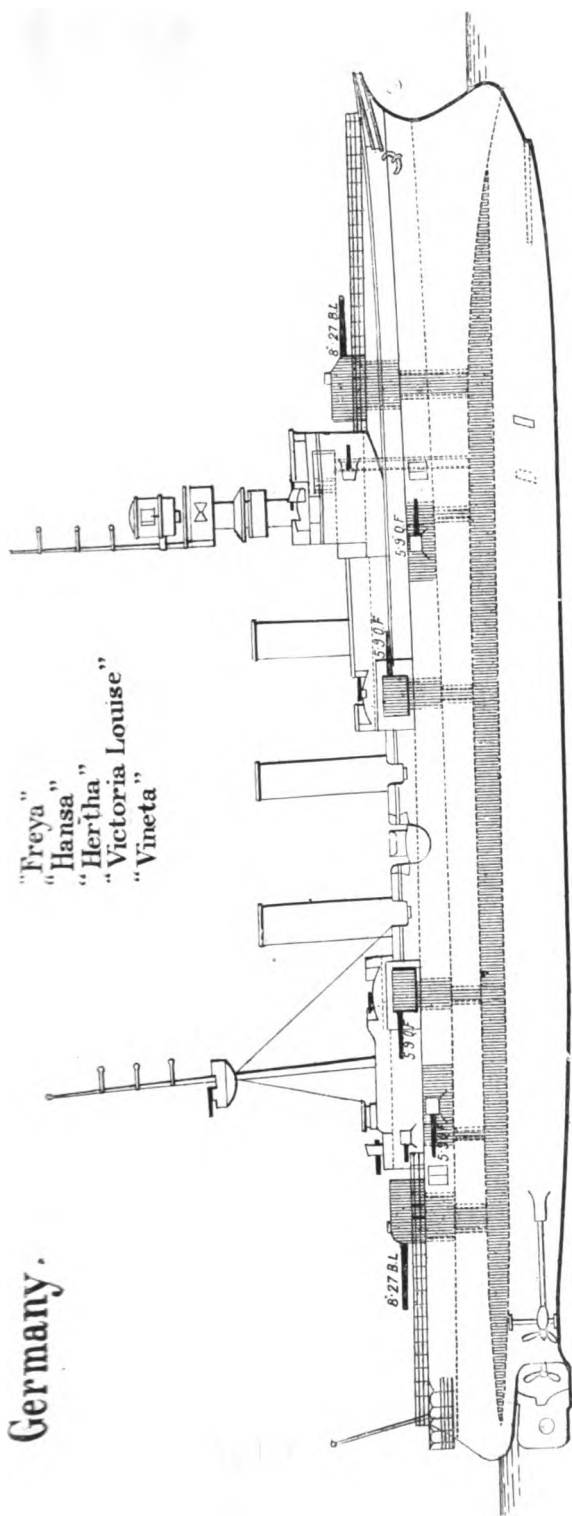 Germany.
"Freya"
"Hansa"
"Hertha"
"Victoria Louise"
"Vineta"
8·27 B.L
5·9 Q.F
5·9 Q.F
5·9 Q.F
5·9 Q.F
8·27 B.L